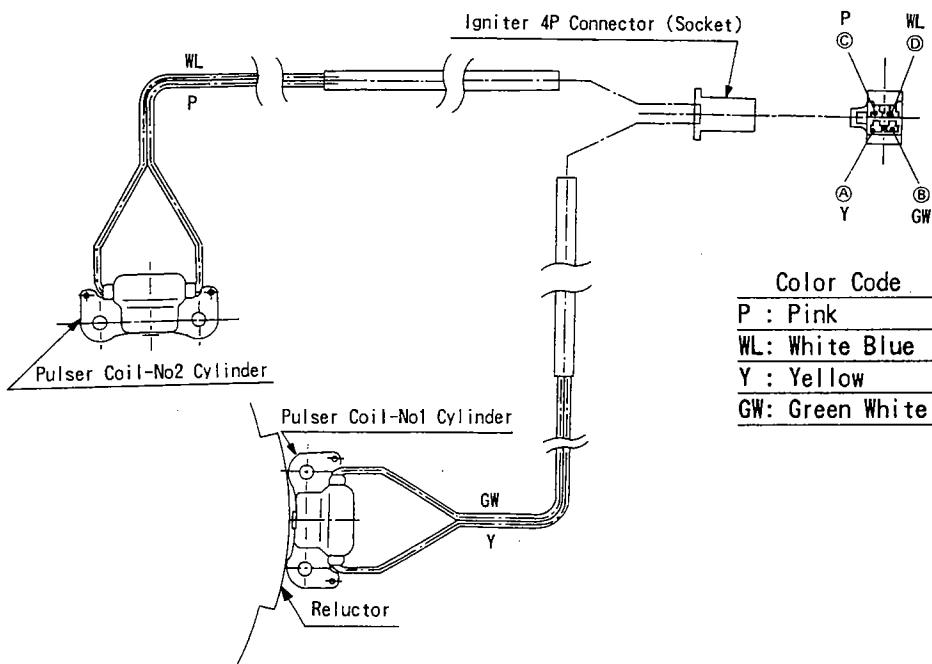 Igniter 4P Connector (Socket)
P WL
Ⓒ Ⓓ
WL
P
Ⓐ Ⓑ
Y GW
Color Code
P : Pink
WL: White Blue
Y : Yellow
GW: Green White
Pulser Coil-No2 Cylinder
Pulser Coil-No1 Cylinder
GW
Y
Reluctor